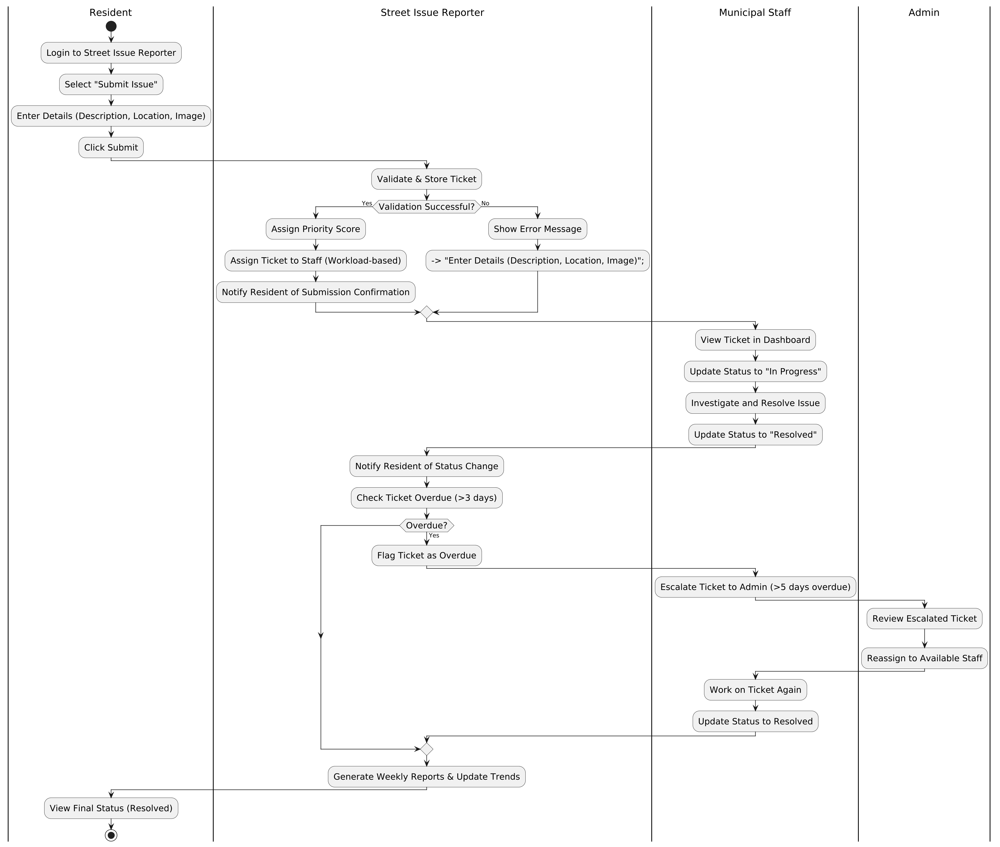 Resident
Street Issue Reporter
Municipal Staff
Admin
Login to Street Issue Reporter
Select "Submit Issue"
Enter Details (Description, Location, Image)
Click Submit
Validate & Store Ticket
Yes
Validation Successful?
No
Assign Priority Score
Show Error Message
Assign Ticket to Staff (Workload-based)
-> "Enter Details (Description, Location, Image)";
Notify Resident of Submission Confirmation
View Ticket in Dashboard
Update Status to "In Progress"
Investigate and Resolve Issue
Update Status to "Resolved"
Notify Resident of Status Change
Check Ticket Overdue (>3 days)
Overdue?
Yes
Flag Ticket as Overdue
Escalate Ticket to Admin (>5 days overdue)
Review Escalated Ticket
Reassign to Available Staff
Work on Ticket Again
Update Status to Resolved
Generate Weekly Reports & Update Trends
View Final Status (Resolved)